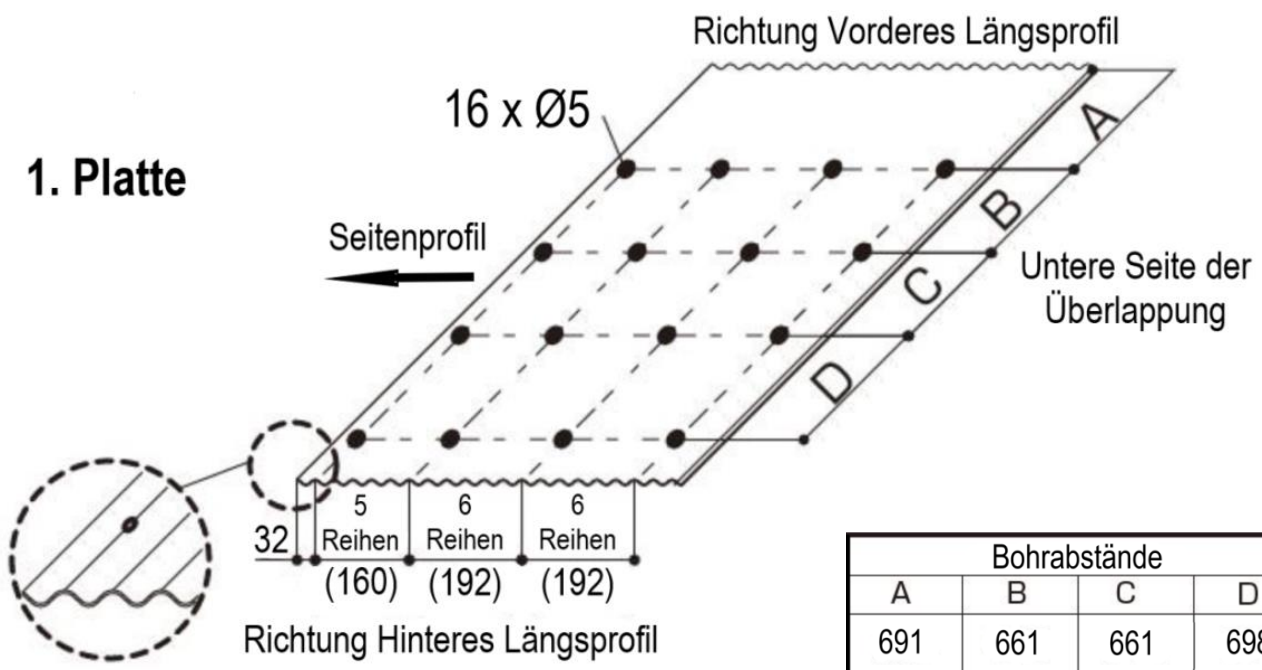 Richtung Vorderes Längsprofil
16 x Ø5
A
1. Platte
B
Seitenprofil
Untere Seite der
Überlappung
C
D
5
6
6
32
Reihen
Reihen
Reihen
(160)
(192)
(192)
Richtung Hinteres Längsprofil
Bohrabstände
A B C D
691 661 661 698